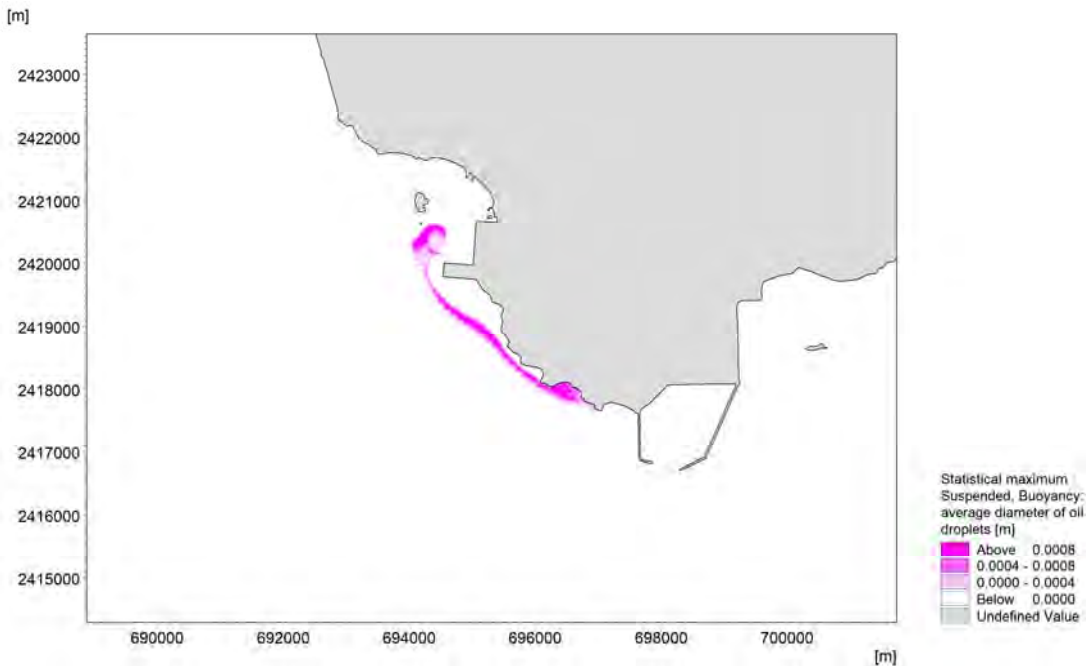 [m]
2423000
2422000
2421000
2420000
2419000
2418000
2417000
2416000
2415000
690000 692000 694000 696000 698000 700000
[m]
Statistical maximum
Suspended, Buoyancy:
average diameter of oil
droplets [m]
Above 0.0008
0.0004 - 0.0008
0.0000 - 0.0004
Below 0.0000
Undefined Value